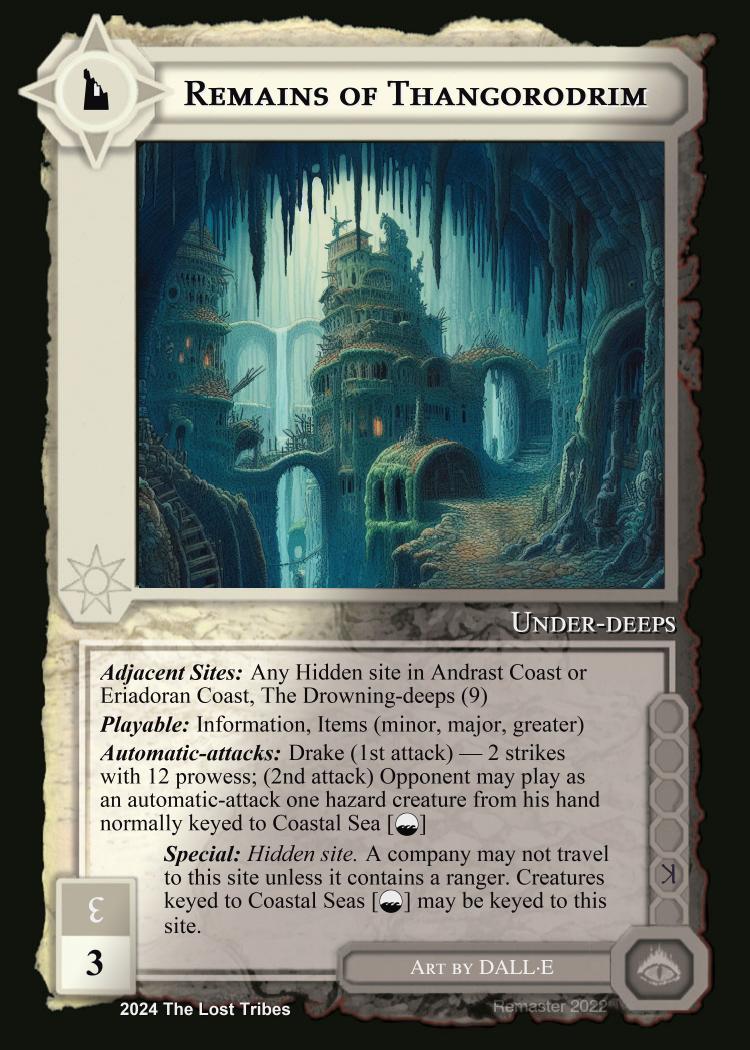 Remains of Thangorodrim
Under-deeps
Adjacent Sites: Any Hidden site in Andrast Coast or
Eriadoran Coast, The Drowning-deeps (9)
Playable: Information, Items (minor, major, greater)
Automatic-attacks: Drake (1st attack) — 2 strikes
with 12 prowess; (2nd attack) Opponent may play as
an automatic-attack one hazard creature from his hand
normally keyed to Coastal Sea [ ]
Special: Hidden site. A company may not travel
to this site unless it contains a ranger. Creatures
keyed to Coastal Seas [ ] may be keyed to this
site.
3
3
Art by DALL·E
2024 The Lost Tribes
Remaster 2022